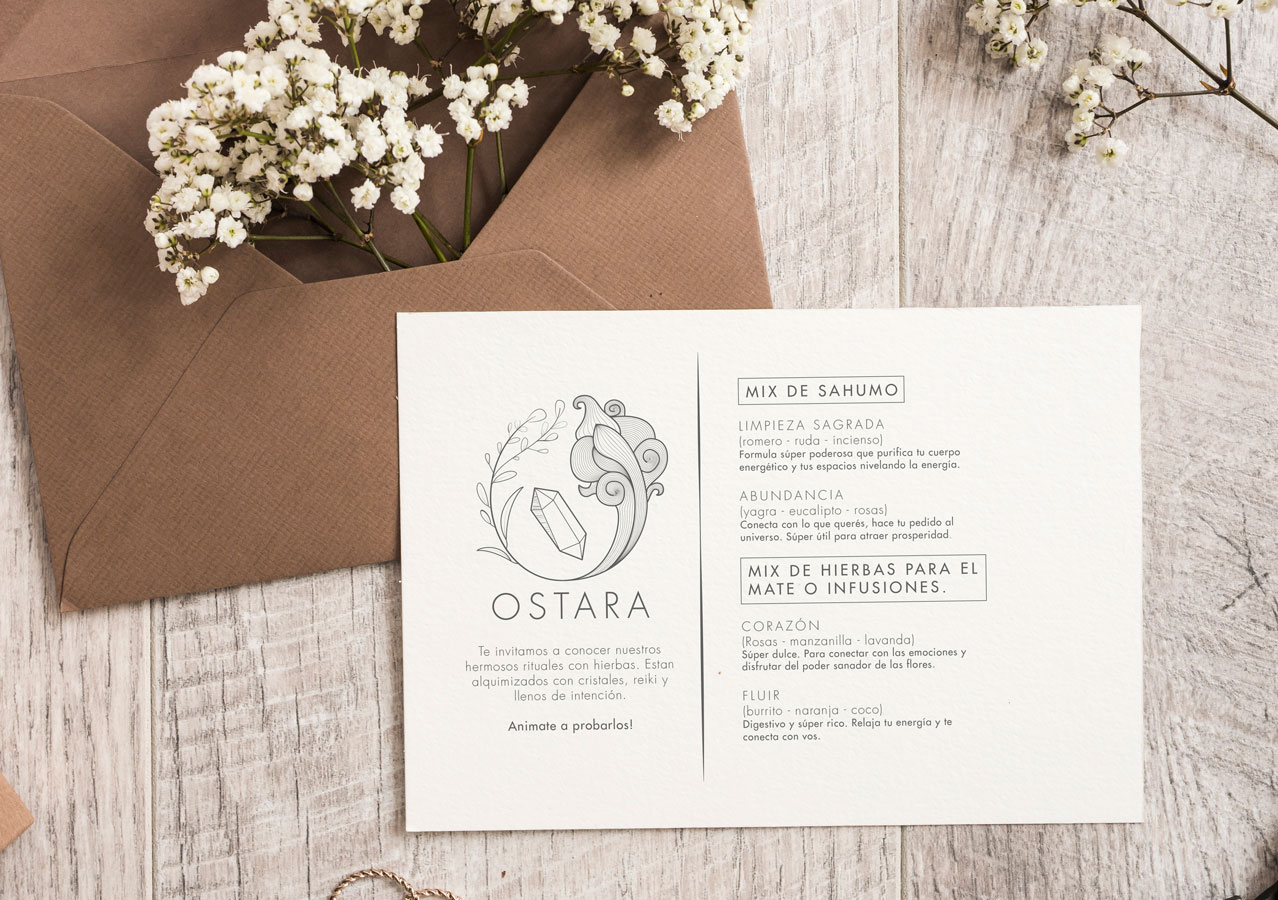 OSTARA
Te invitamos a conocer nuestros
hermosos rituales con hierbas. Estan
alquimizados con cristales, reiki y
llenos de intención.
Animate a probarlos!
MIX DE SAHUMO
LIMPIEZA SAGRADA
(romero - ruda - incienso)
Formula súper poderosa que purifica tu cuerpo
energético y tus espacios nivelando la energía.
ABUNDANCIA
(yagra - eucalipto - rosas)
Conecta con lo que querés, hace tu pedido al
universo. Súper útil para atraer prosperidad.
MIX DE HIERBAS PARA EL
MATE O INFUSIONES.
CORAZÓN
(Rosas - manzanilla - lavanda)
Súper dulce. Para conectar con las emociones y
disfrutar del poder sanador de las flores.
FLUIR
(burrito - naranja - coco)
Digestivo y súper rico. Relaja tu energía y te
conecta con vos.